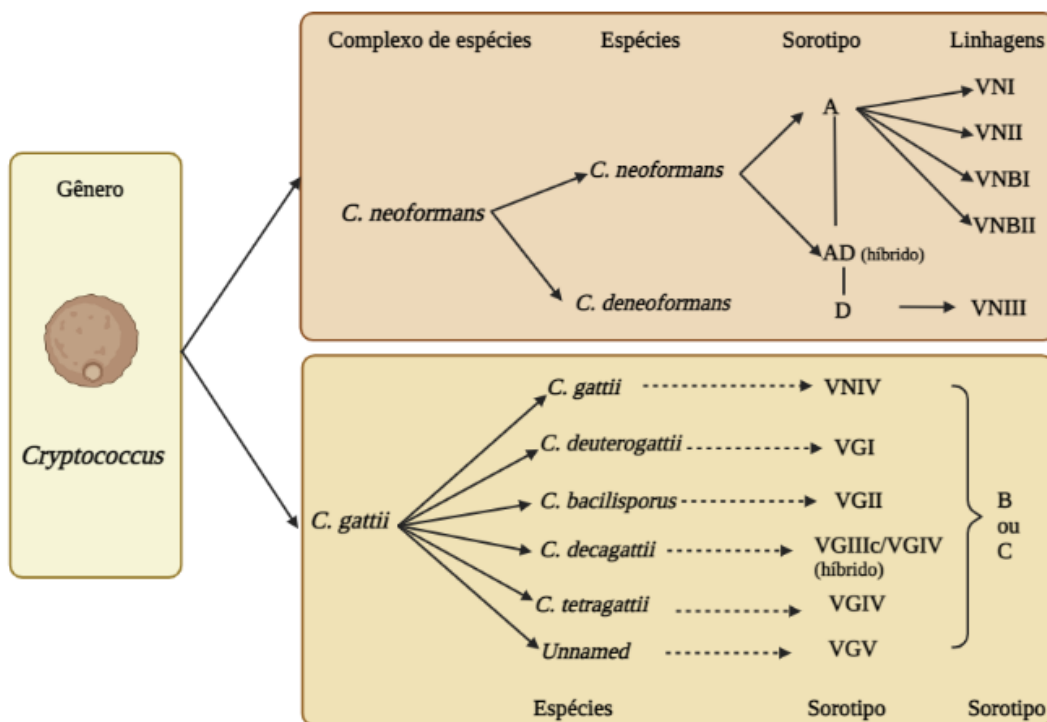 Gênero
Cryptococcus
Complexo de espécies Espécies Sorotipo Linhagens
C. neoformans
C. neoformans
C. deneoformans
A
AD (híbrido)
D
VNI
VNII
VNBI
VNBII
VNIII
C. gattii
C. gattii VNIV
C. deuterogattii VGI
C. bacilisporus VGII
C. decagattii VGIIIc/VGIV
(híbrido)
C. tetragattii VGIV
Unnamed VGV
B
ou
C
Espécies Sorotipo Sorotipo